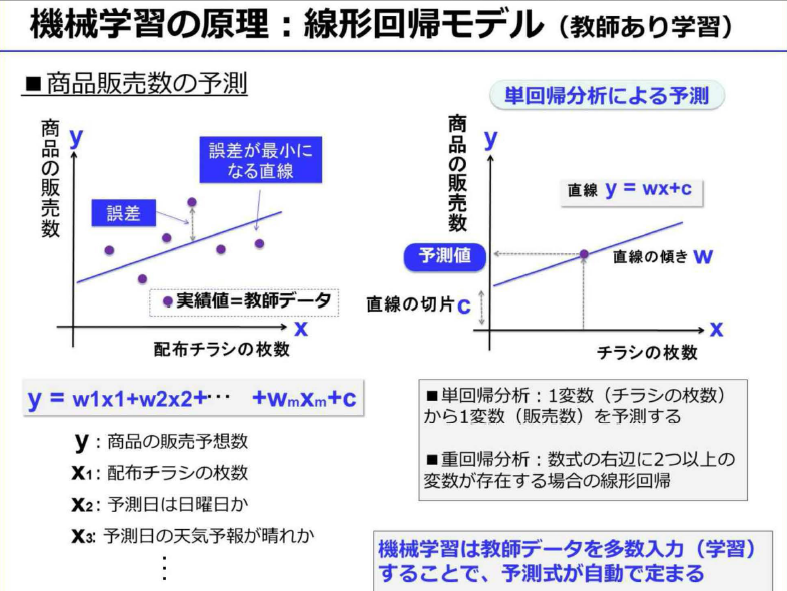 機械学習の原理：線形回帰モデル（教師あり学習）
■商品販売数の予測
商品の販売数
y
誤差が最小に
なる直線
誤差
実績値=教師データ
x
配布チラシの枚数
y = w1x1+w2x2+… +wmxm+c
y：商品の販売予想数
x1：配布チラシの枚数
x2：予測日は日曜日か
x3：予測日の天気予報が晴れか
⋮
単回帰分析による予測
商品の販売数
y
直線 y = wx+c
予測値
直線の傾き w
直線の切片 c
x
チラシの枚数
■単回帰分析：1変数（チラシの枚数）
から1変数（販売数）を予測する
■重回帰分析：数式の右辺に2つ以上の
変数が存在する場合の線形回帰
機械学習は教師データを多数入力（学習）
することで、予測式が自動で定まる